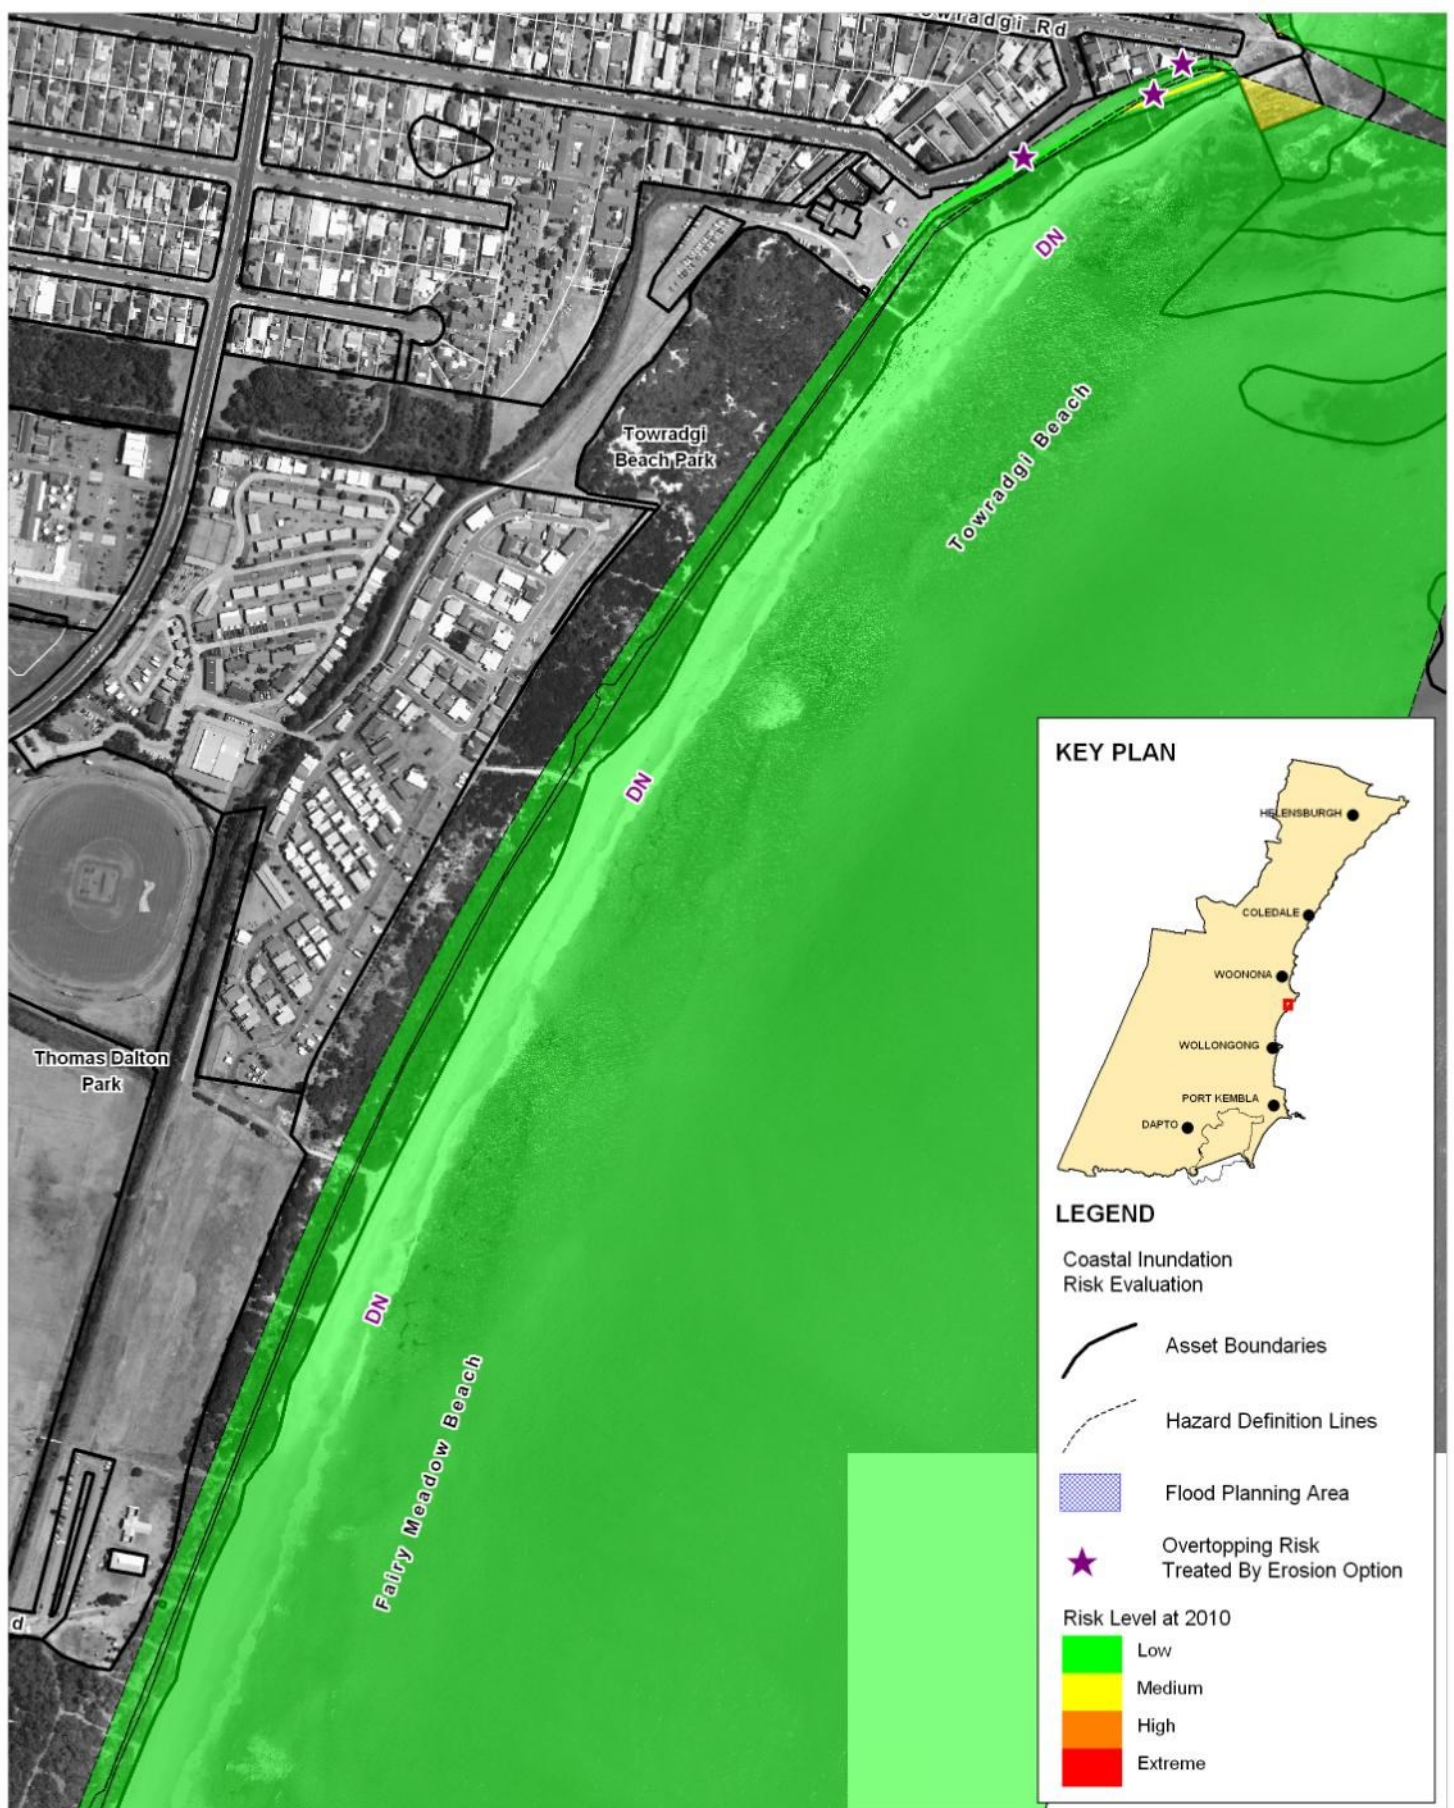 Towradgi Rd
DN
Towradgi Beach
Towradgi
Beach Park
DN
Thomas Dalton
Park
DN
Fairy Meadow Beach
d
KEY PLAN
HELENSBURGH
COLEDALE
WOONONA
WOLLONGONG
PORT KEMBLA
DAPTO
LEGEND
Coastal Inundation
Risk Evaluation
Asset Boundaries
Hazard Definition Lines
Flood Planning Area
Overtopping Risk
Treated By Erosion Option
Risk Level at 2010
Low
Medium
High
Extreme